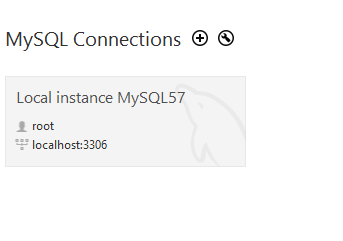 MySQL Connections
Local instance MySQL57
root
localhost:3306